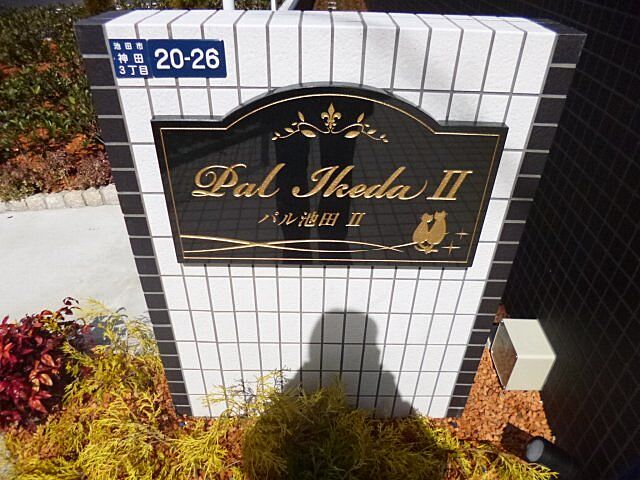 池田市
神田
3丁目
20-26
Pal Ikeda II
パル池田 II